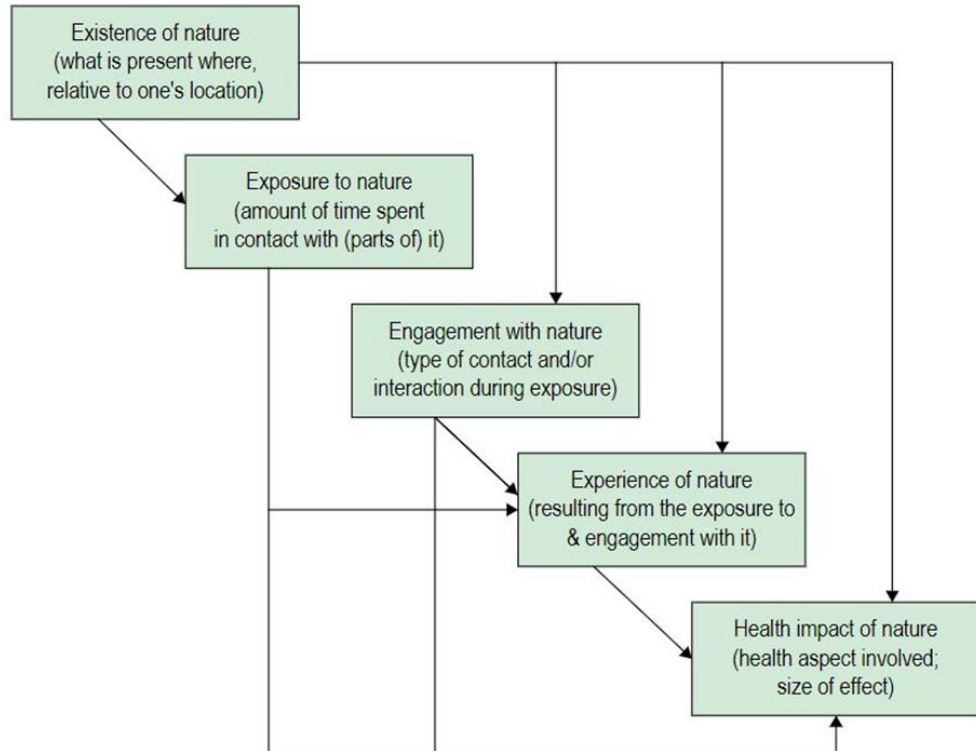 Existence of nature
(what is present where,
relative to one's location)
Exposure to nature
(amount of time spent
in contact with (parts of) it)
Engagement with nature
(type of contact and/or
interaction during exposure)
Experience of nature
(resulting from the exposure to
& engagement with it)
Health impact of nature
(health aspect involved;
size of effect)